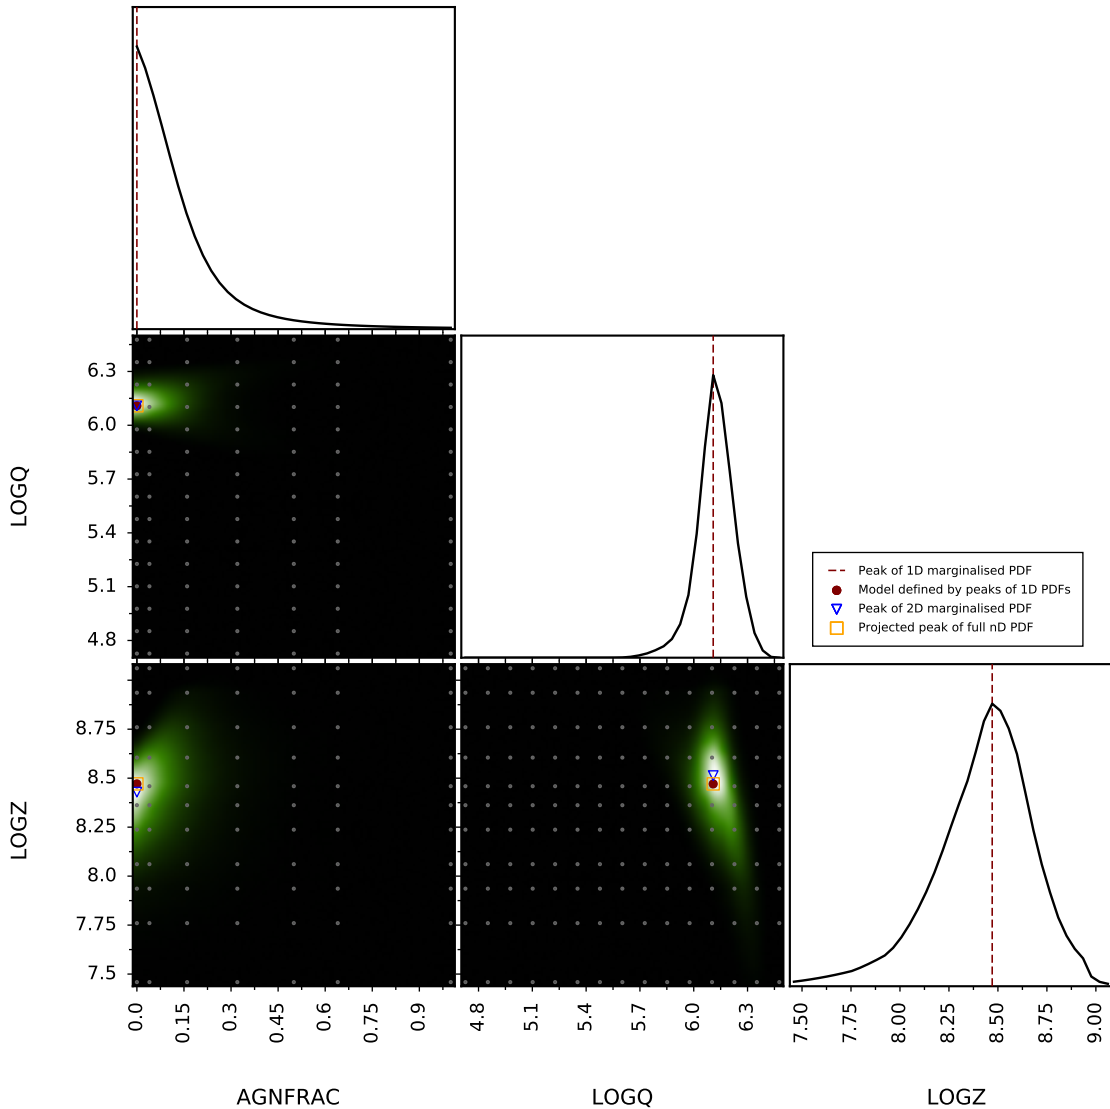 6.3
6.0
5.7
5.4
5.1
4.8
LOGQ
Peak of 1D marginalised PDF
Model defined by peaks of 1D PDFs
Peak of 2D marginalised PDF
Projected peak of full nD PDF
8.75
8.5
8.25
8.0
7.75
7.5
LOGZ
0.0 0.15 0.3 0.45 0.6 0.75 0.9
4.8 5.1 5.4 5.7 6.0 6.3
7.50 7.75 8.00 8.25 8.50 8.75 9.00
AGNFRAC
LOGQ
LOGZ